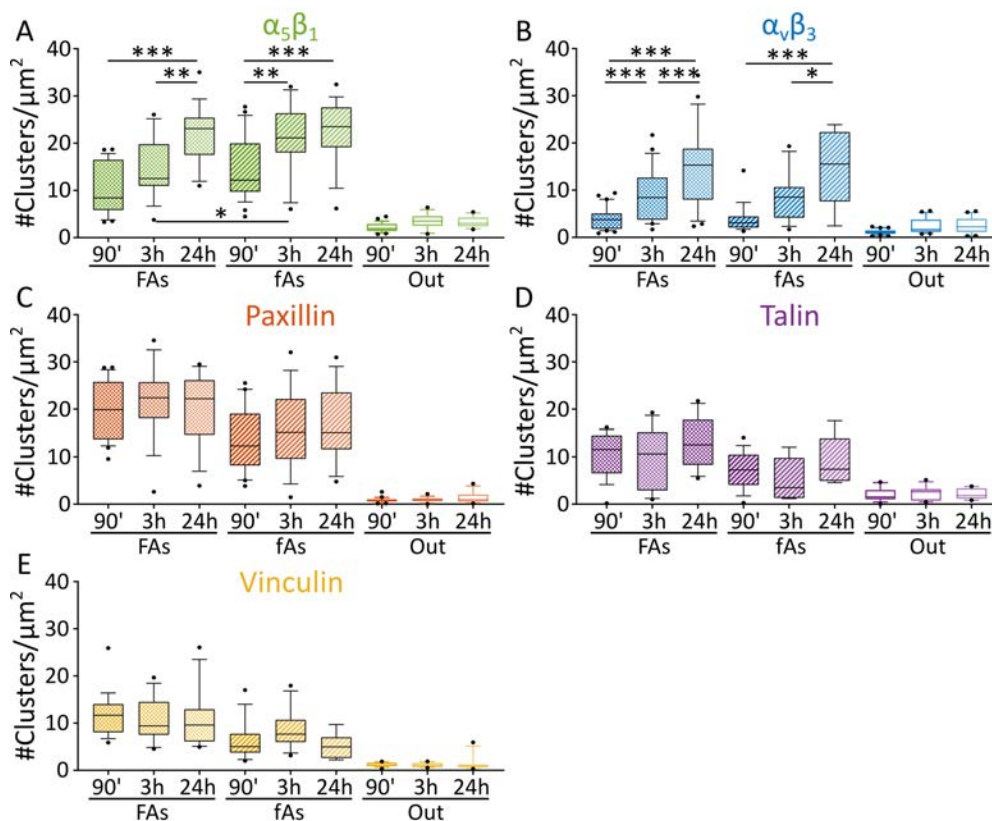 A
α5β1
#Clusters/μm²
40
30
20
10
0
*** ** *** ** *
90' 3h 24h 90' 3h 24h 90' 3h 24h
FAs fAs Out
B
αvβ3
#Clusters/μm²
40
30
20
10
0
*** *** *** *** *
90' 3h 24h 90' 3h 24h 90' 3h 24h
FAs fAs Out
C
Paxillin
#Clusters/μm²
40
30
20
10
0
90' 3h 24h 90' 3h 24h 90' 3h 24h
FAs fAs Out
D
Talin
#Clusters/μm²
40
30
20
10
0
90' 3h 24h 90' 3h 24h 90' 3h 24h
FAs fAs Out
E
Vinculin
#Clusters/μm²
40
30
20
10
0
90' 3h 24h 90' 3h 24h 90' 3h 24h
FAs fAs Out